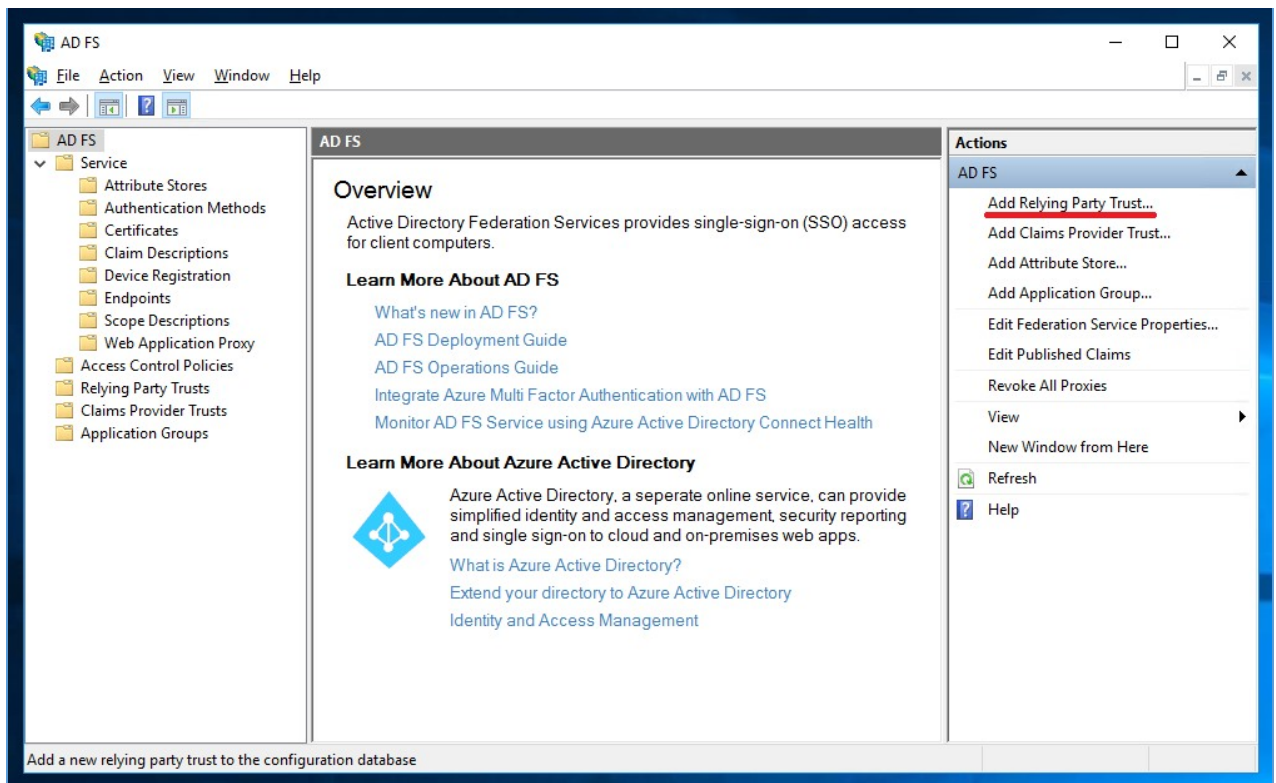 AD FS
File Action View Window Help
AD FS
Service
Attribute Stores
Authentication Methods
Certificates
Claim Descriptions
Device Registration
Endpoints
Scope Descriptions
Web Application Proxy
Access Control Policies
Relying Party Trusts
Claims Provider Trusts
Application Groups
AD FS
Overview
Active Directory Federation Services provides single-sign-on (SSO) access
for client computers.
Learn More About AD FS
What's new in AD FS?
AD FS Deployment Guide
AD FS Operations Guide
Integrate Azure Multi Factor Authentication with AD FS
Monitor AD FS Service using Azure Active Directory Connect Health
Learn More About Azure Active Directory
Azure Active Directory, a seperate online service, can provide
simplified identity and access management, security reporting
and single sign-on to cloud and on-premises web apps.
What is Azure Active Directory?
Extend your directory to Azure Active Directory
Identity and Access Management
Actions
AD FS
Add Relying Party Trust...
Add Claims Provider Trust...
Add Attribute Store...
Add Application Group...
Edit Federation Service Properties...
Edit Published Claims
Revoke All Proxies
View
New Window from Here
Refresh
Help
Add a new relying party trust to the configuration database